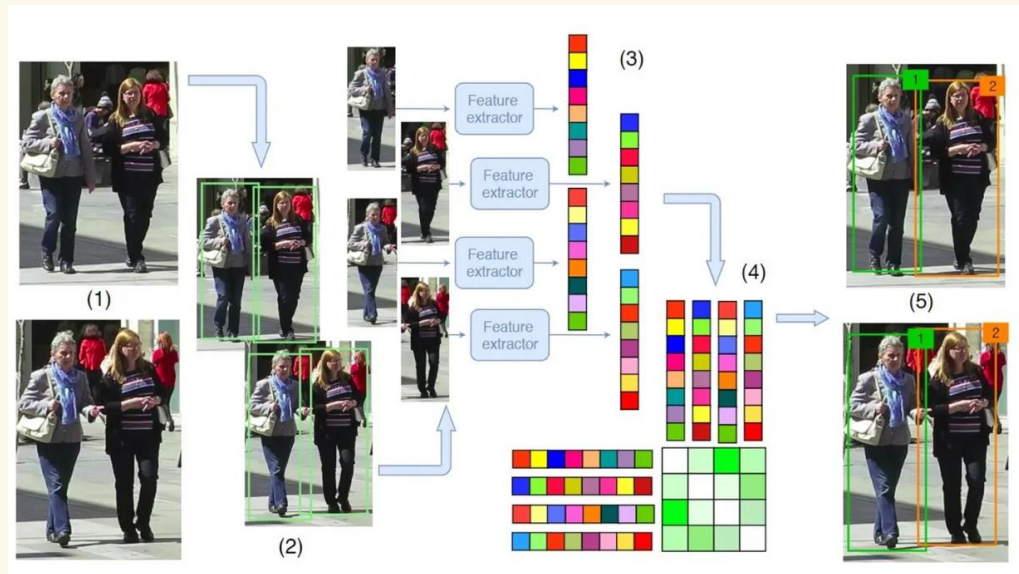 (1)
(2)
Feature
extractor
Feature
extractor
Feature
extractor
Feature
extractor
(3)
(4)
1
2
(5)
1
2